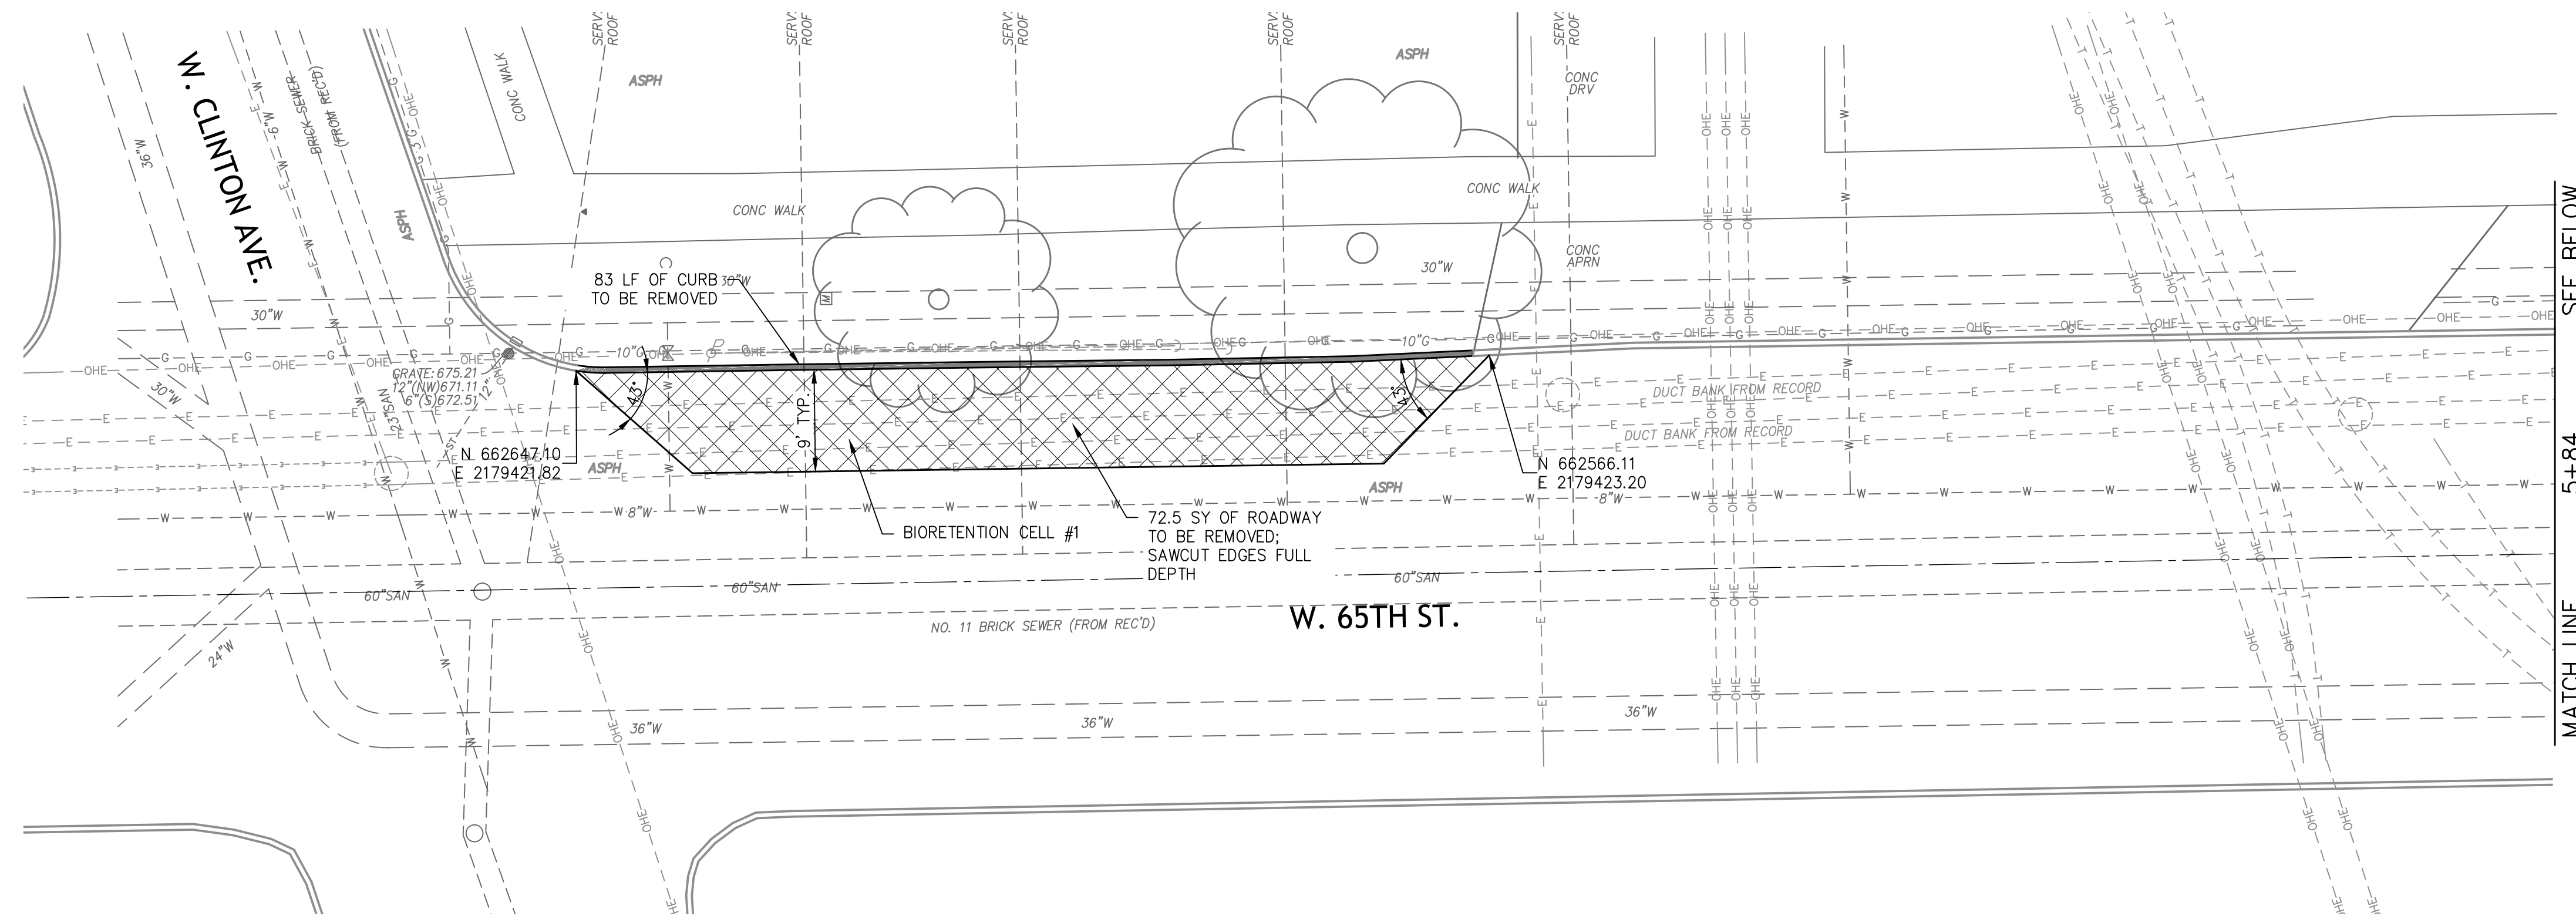 SERV.
ROOF
SERV.
ROOF
SERV.
ROOF
SERV.
ROOF
SERV.
ROOF
W. CLINTON AVE.
36"W
6"W
BRICK SEWER
(FROM REC'D)
CONC WALK
ASPH
ASPH
CONC
DRV
ASPH
CONC WALK
CONC WALK
CONC
APRN
30"W
83 LF OF CURB
TO BE REMOVED
30"W
30"W
M
10"G
10"G
GRATE:675.21
12"(NW)671.11
6"(S)672.51
12"
30"W
23"SAN
ST
43°
43°
9' TYP.
DUCT BANK FROM RECORD
DUCT BANK FROM RECORD
N 662647.10
E 2179421.82
ASPH
N 662566.11
E 2179423.20
ASPH
8"W
8"W
BIORETENTION CELL #1
72.5 SY OF ROADWAY
TO BE REMOVED;
SAWCUT EDGES FULL
DEPTH
60"SAN
60"SAN
60"SAN
NO. 11 BRICK SEWER (FROM REC'D)
W. 65TH ST.
24"W
36"W
36"W
36"W
MATCH LINE 5+84 SEE BELOW